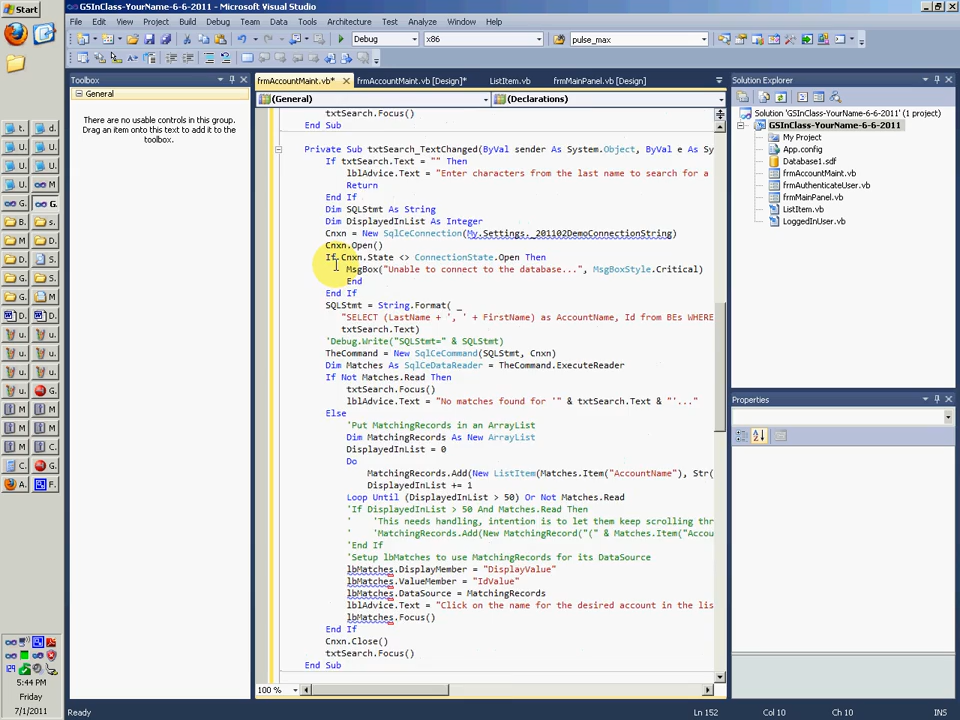 Start
GSInClass-YourName-6-6-2011 - Microsoft Visual Studio
File Edit View Project Build Debug Team Data Tools Architecture Test Analyze Window Help
Debug x86 pulse_max
Toolbox
General
There are no usable controls in this group. Drag an item onto this text to add it to the toolbox.
frmAccountMaint.vb* frmAccountMaint.vb [Design]* ListItem.vb frmMainPanel.vb [Design]
(General) (Declarations)
txtSearch.Focus()
End Sub
Private Sub txtSearch_TextChanged(ByVal sender As System.Object, ByVal e As Sy
If txtSearch.Text = "" Then
lblAdvice.Text = "Enter characters from the last name to search for a
Return
End If
Dim SQLStmt As String
Dim DisplayedInList As Integer
Cnxn = New SqlCeConnection(My.Settings._201102DemoConnectionString)
Cnxn.Open()
If Cnxn.State <> ConnectionState.Open Then
MsgBox("Unable to connect to the database...", MsgBoxStyle.Critical)
End
End If
SQLStmt = String.Format( _
"SELECT (LastName + ', ' + FirstName) as AccountName, Id from BEs WHERE
txtSearch.Text)
'Debug.Write("SQLStmt=" & SQLStmt)
TheCommand = New SqlCeCommand(SQLStmt, Cnxn)
Dim Matches As SqlCeDataReader = TheCommand.ExecuteReader
If Not Matches.Read Then
txtSearch.Focus()
lblAdvice.Text = "No matches found for '" & txtSearch.Text & "'..."
Else
'Put MatchingRecords in an ArrayList
Dim MatchingRecords As New ArrayList
DisplayedInList = 0
Do
MatchingRecords.Add(New ListItem(Matches.Item("AccountName"), Str(
DisplayedInList += 1
Loop Until (DisplayedInList > 50) Or Not Matches.Read
'If DisplayedInList > 50 And Matches.Read Then
' 'This needs handling, intention is to let them keep scrolling thr
' 'MatchingRecords.Add(New MatchingRecord("(" & Matches.Item("Accou
'End If
'Setup lbMatches to use MatchingRecords for its DataSource
lbMatches.DisplayMember = "DisplayValue"
lbMatches.ValueMember = "IdValue"
lbMatches.DataSource = MatchingRecords
lblAdvice.Text = "Click on the name for the desired account in the lis
lbMatches.Focus()
End If
Cnxn.Close()
txtSearch.Focus()
End Sub
100 %
Solution Explorer
Solution 'GSInClass-YourName-6-6-2011' (1 project)
GSInClass-YourName-6-6-2011
My Project
App.config
Database1.sdf
frmAccountMaint.vb
frmAuthenticateUser.vb
frmMainPanel.vb
ListItem.vb
LoggedInUser.vb
Properties
Ready Ln 152 Col 10 Ch 10 INS
5:44 PM
Friday
7/1/2011